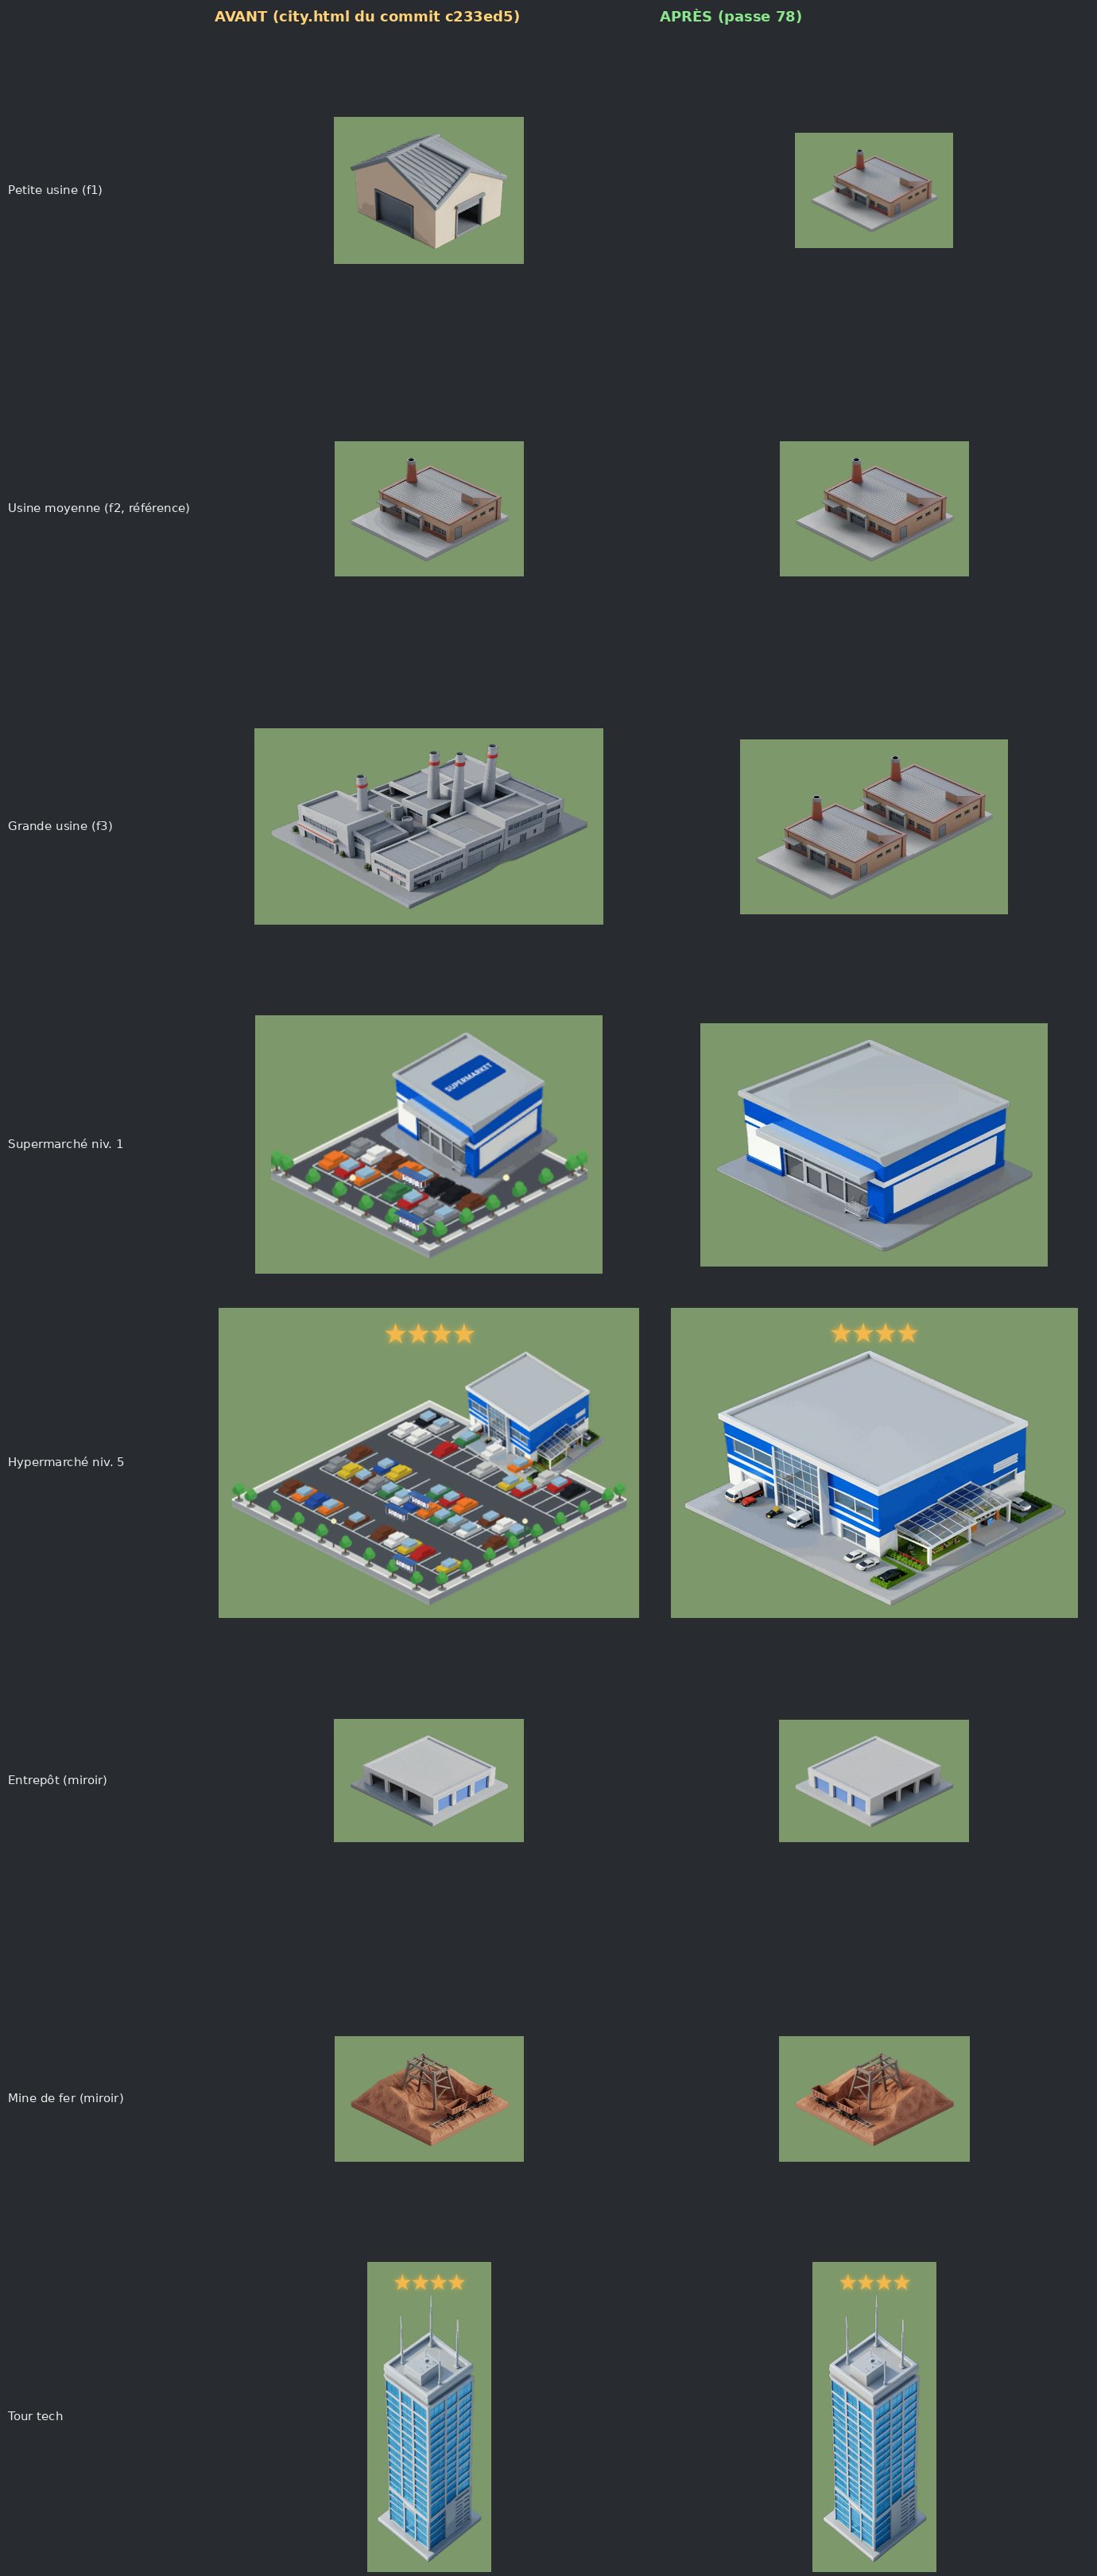 AVANT (city.html du commit c233ed5) APRÈS (passe 78)
Petite usine (f1)
Usine moyenne (f2, référence)
Grande usine (f3)
SUPERMARKET
Supermarché niv. 1
Hypermarché niv. 5
Entrepôt (miroir)
Mine de fer (miroir)
Tour tech